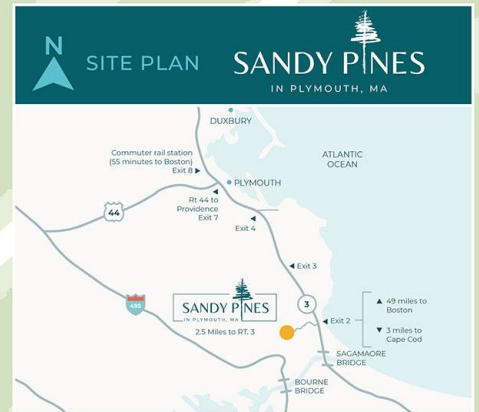 N
SITE PLAN
SANDY PINES
IN PLYMOUTH, MA
DUXBURY
Commuter rail station
(55 minutes to Boston)
Exit 8
ATLANTIC
OCEAN
PLYMOUTH
Rt 44 to
Providence
Exit 7
44
Exit 4
Exit 3
495
SANDY PINES
IN PLYMOUTH, MA
2.5 Miles to RT. 3
3
Exit 2
49 miles to
Boston
3 miles to
Cape Cod
SAGAMAORE
BRIDGE
BOURNE
BRIDGE